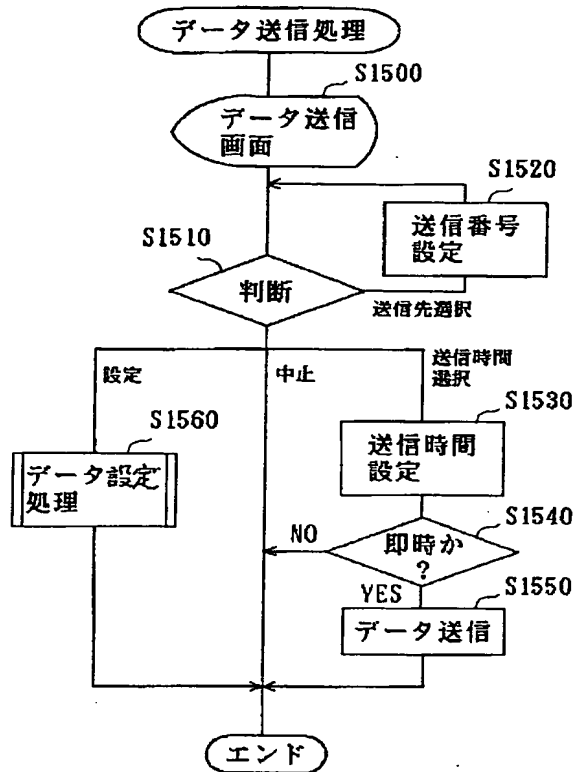 データ送信処理
S1500
データ送信
画面
S1520
送信番号
設定
S1510
判断
送信先選択
設定
中止
送信時間
選択
S1530
送信時間
設定
S1560
データ設定
処理
S1540
即時か
?
NO
YES
S1550
データ送信
エンド